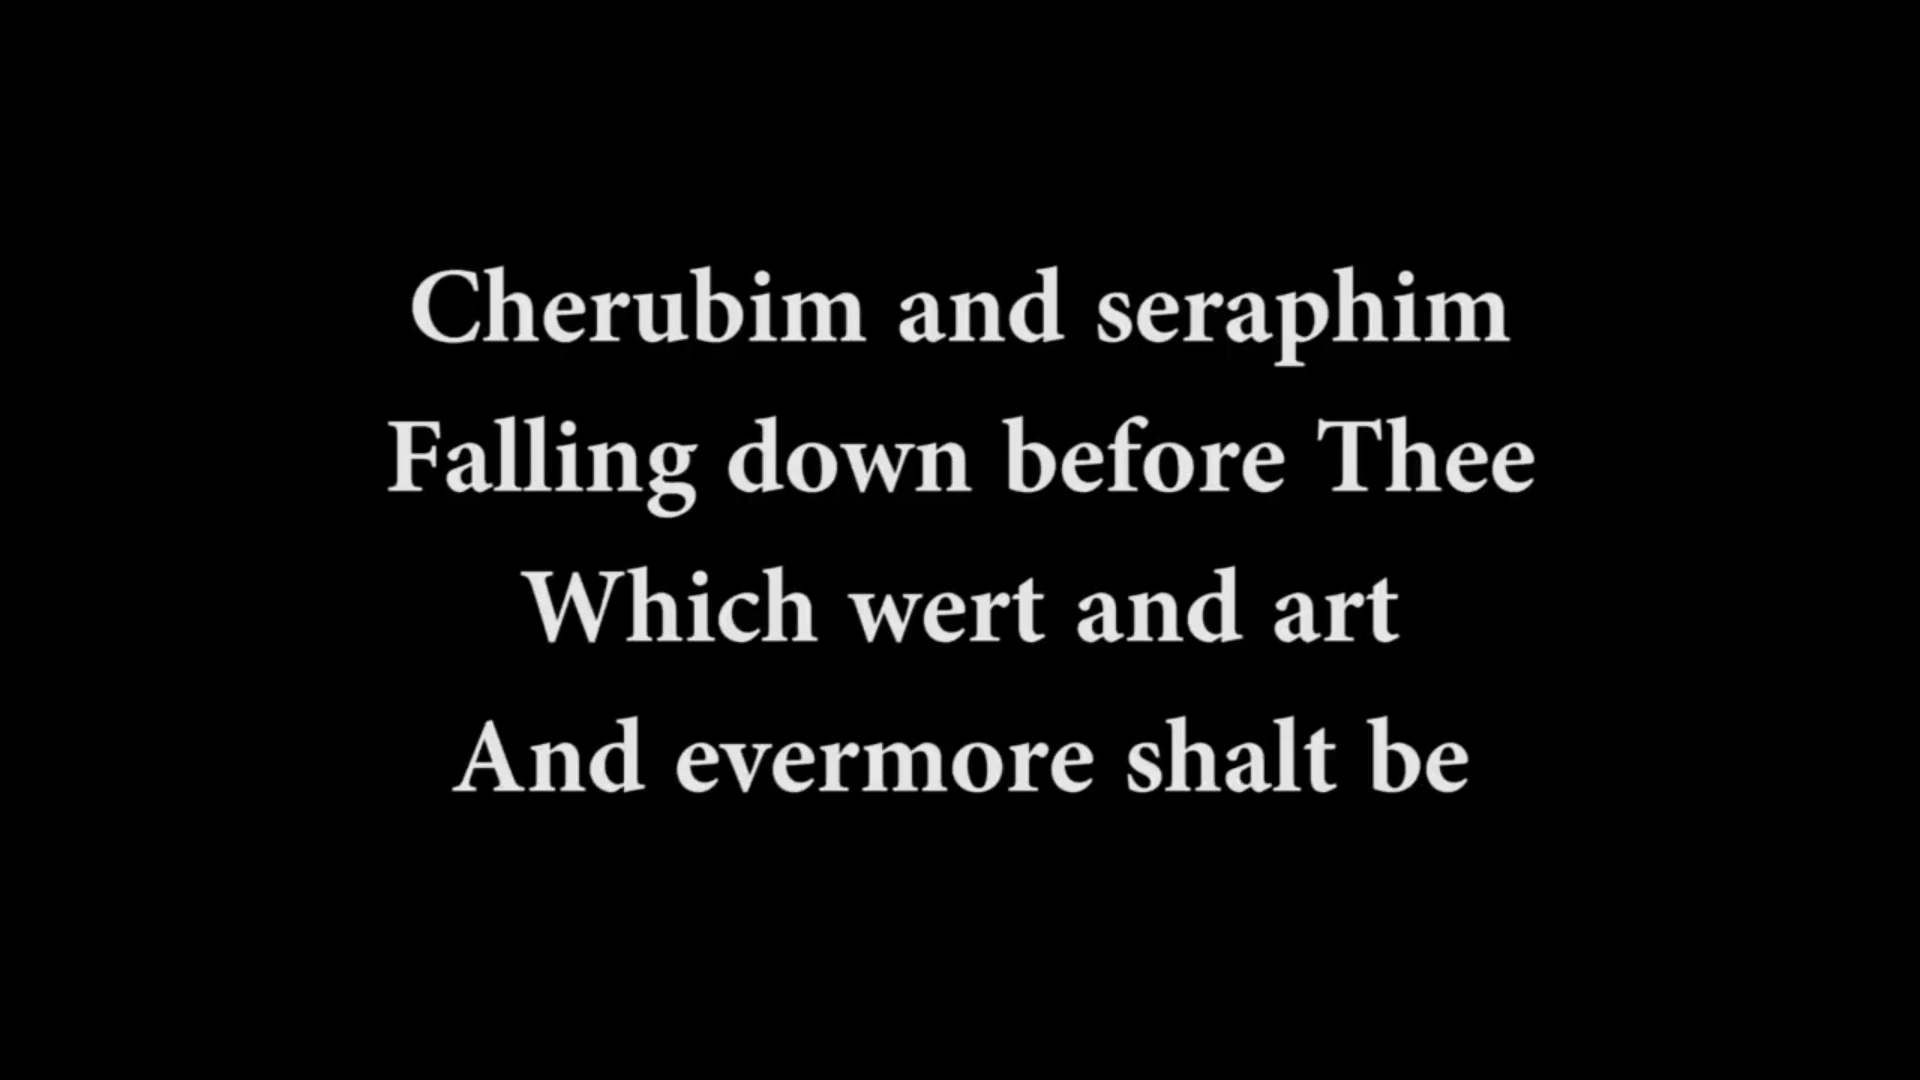 Cherubim and seraphim
Falling down before Thee
Which wert and art
And evermore shalt be